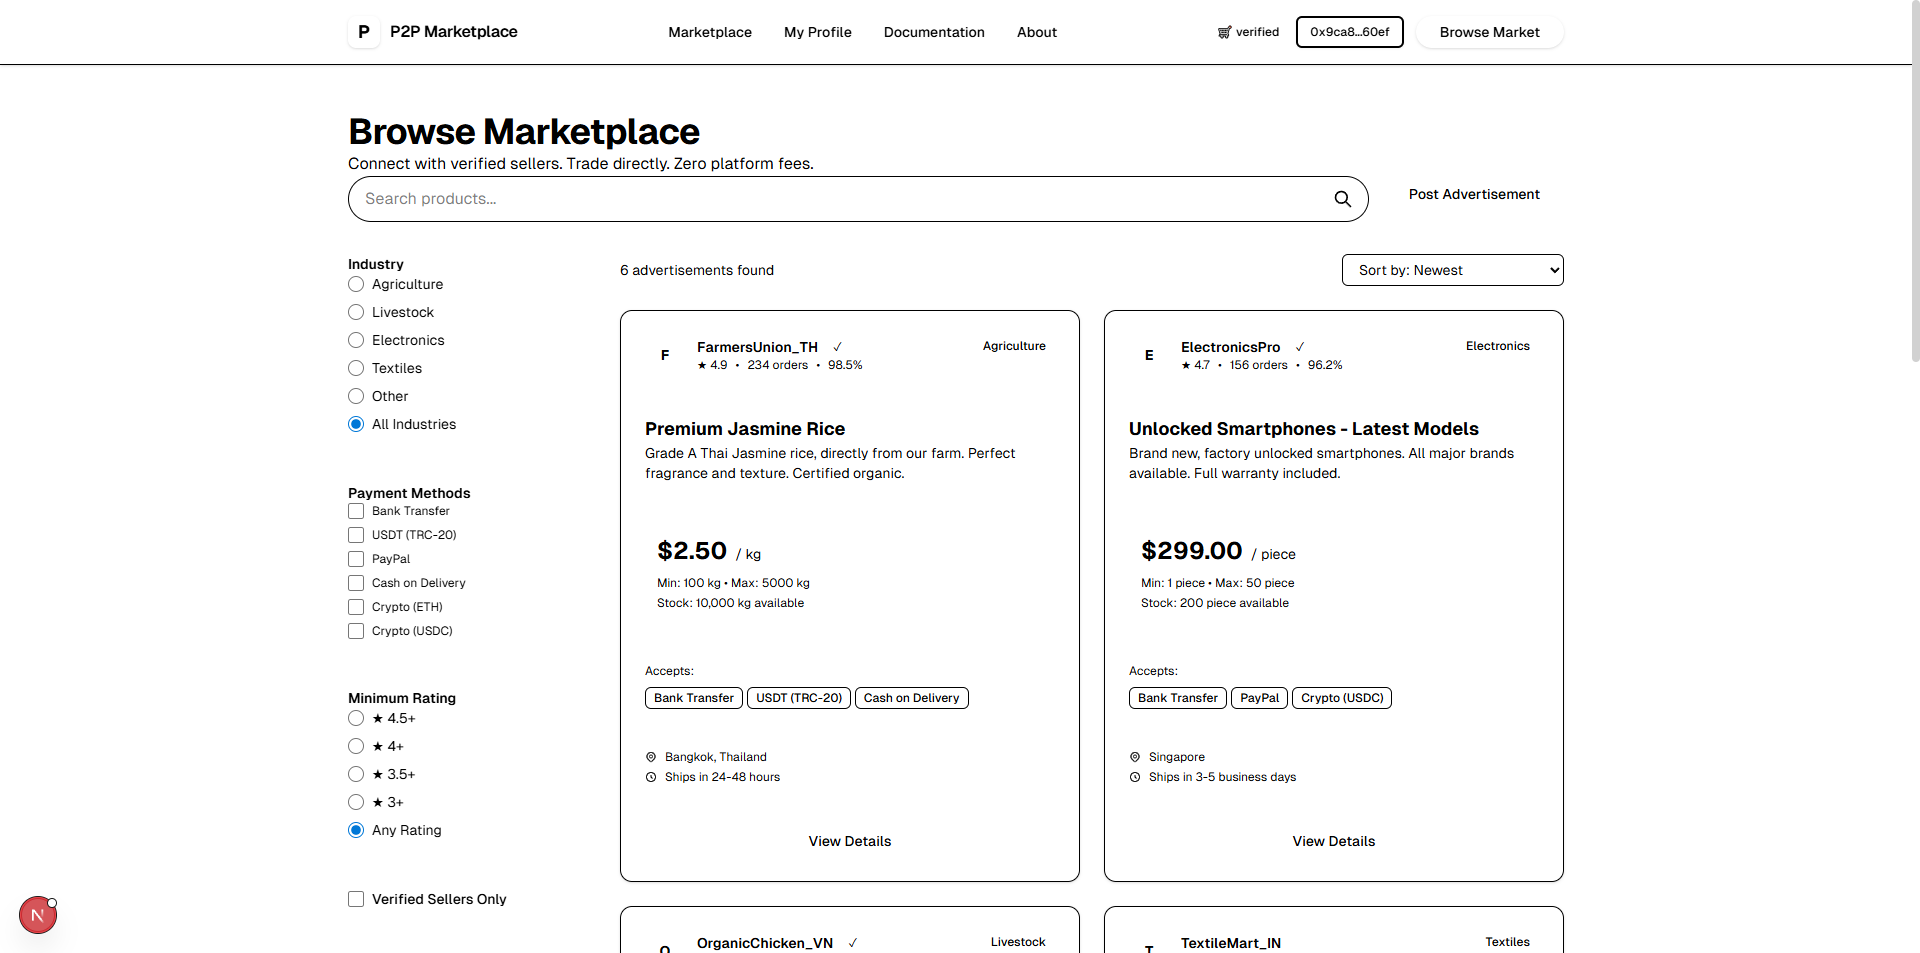 P
P2P Marketplace
Marketplace
My Profile
Documentation
About
verified
0x9ca8...60ef
Browse Market
Browse Marketplace
Connect with verified sellers. Trade directly. Zero platform fees.
Search products...
Post Advertisement
Industry
Agriculture
Livestock
Electronics
Textiles
Other
All Industries
Payment Methods
Bank Transfer
USDT (TRC-20)
PayPal
Cash on Delivery
Crypto (ETH)
Crypto (USDC)
Minimum Rating
★ 4.5+
★ 4+
★ 3.5+
★ 3+
Any Rating
Verified Sellers Only
N
6 advertisements found
Sort by: Newest
F
FarmersUnion_TH ✓
★ 4.9 • 234 orders • 98.5%
Agriculture
Premium Jasmine Rice
Grade A Thai Jasmine rice, directly from our farm. Perfect
fragrance and texture. Certified organic.
$2.50 / kg
Min: 100 kg • Max: 5000 kg
Stock: 10,000 kg available
Accepts:
Bank Transfer
USDT (TRC-20)
Cash on Delivery
Bangkok, Thailand
Ships in 24-48 hours
View Details
E
ElectronicsPro ✓
★ 4.7 • 156 orders • 96.2%
Electronics
Unlocked Smartphones - Latest Models
Brand new, factory unlocked smartphones. All major brands
available. Full warranty included.
$299.00 / piece
Min: 1 piece • Max: 50 piece
Stock: 200 piece available
Accepts:
Bank Transfer
PayPal
Crypto (USDC)
Singapore
Ships in 3-5 business days
View Details
O
OrganicChicken_VN ✓
Livestock
T
TextileMart_IN
Textiles